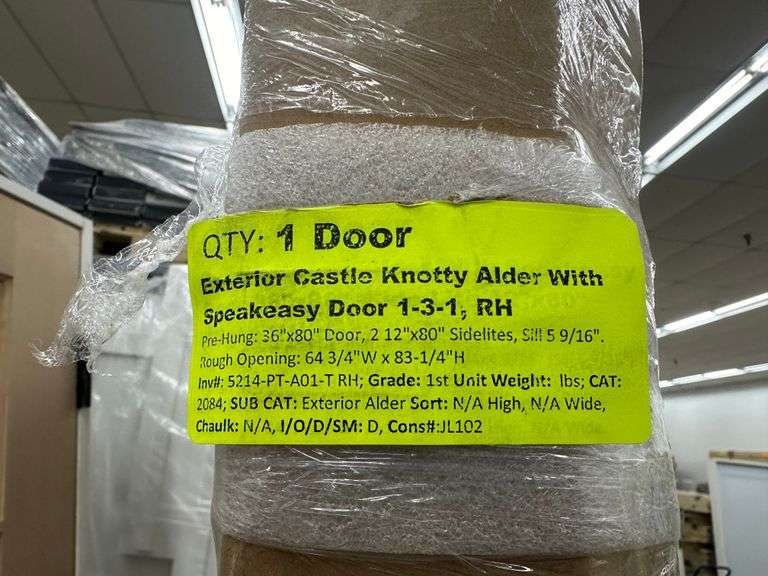 QTY: 1 Door
Exterior Castle Knotty Alder With
Speakeasy Door 1-3-1, RH
Pre-Hung: 36"x80" Door, 2 12"x80" Sidelites, Sill 5 9/16".
Rough Opening: 64 3/4"W x 83-1/4"H
Inv#: 5214-PT-A01-T RH; Grade: 1st Unit Weight: lbs; CAT:
2084; SUB CAT: Exterior Alder Sort: N/A High, N/A Wide,
Chaulk: N/A, I/O/D/SM: D, Cons#:JL102